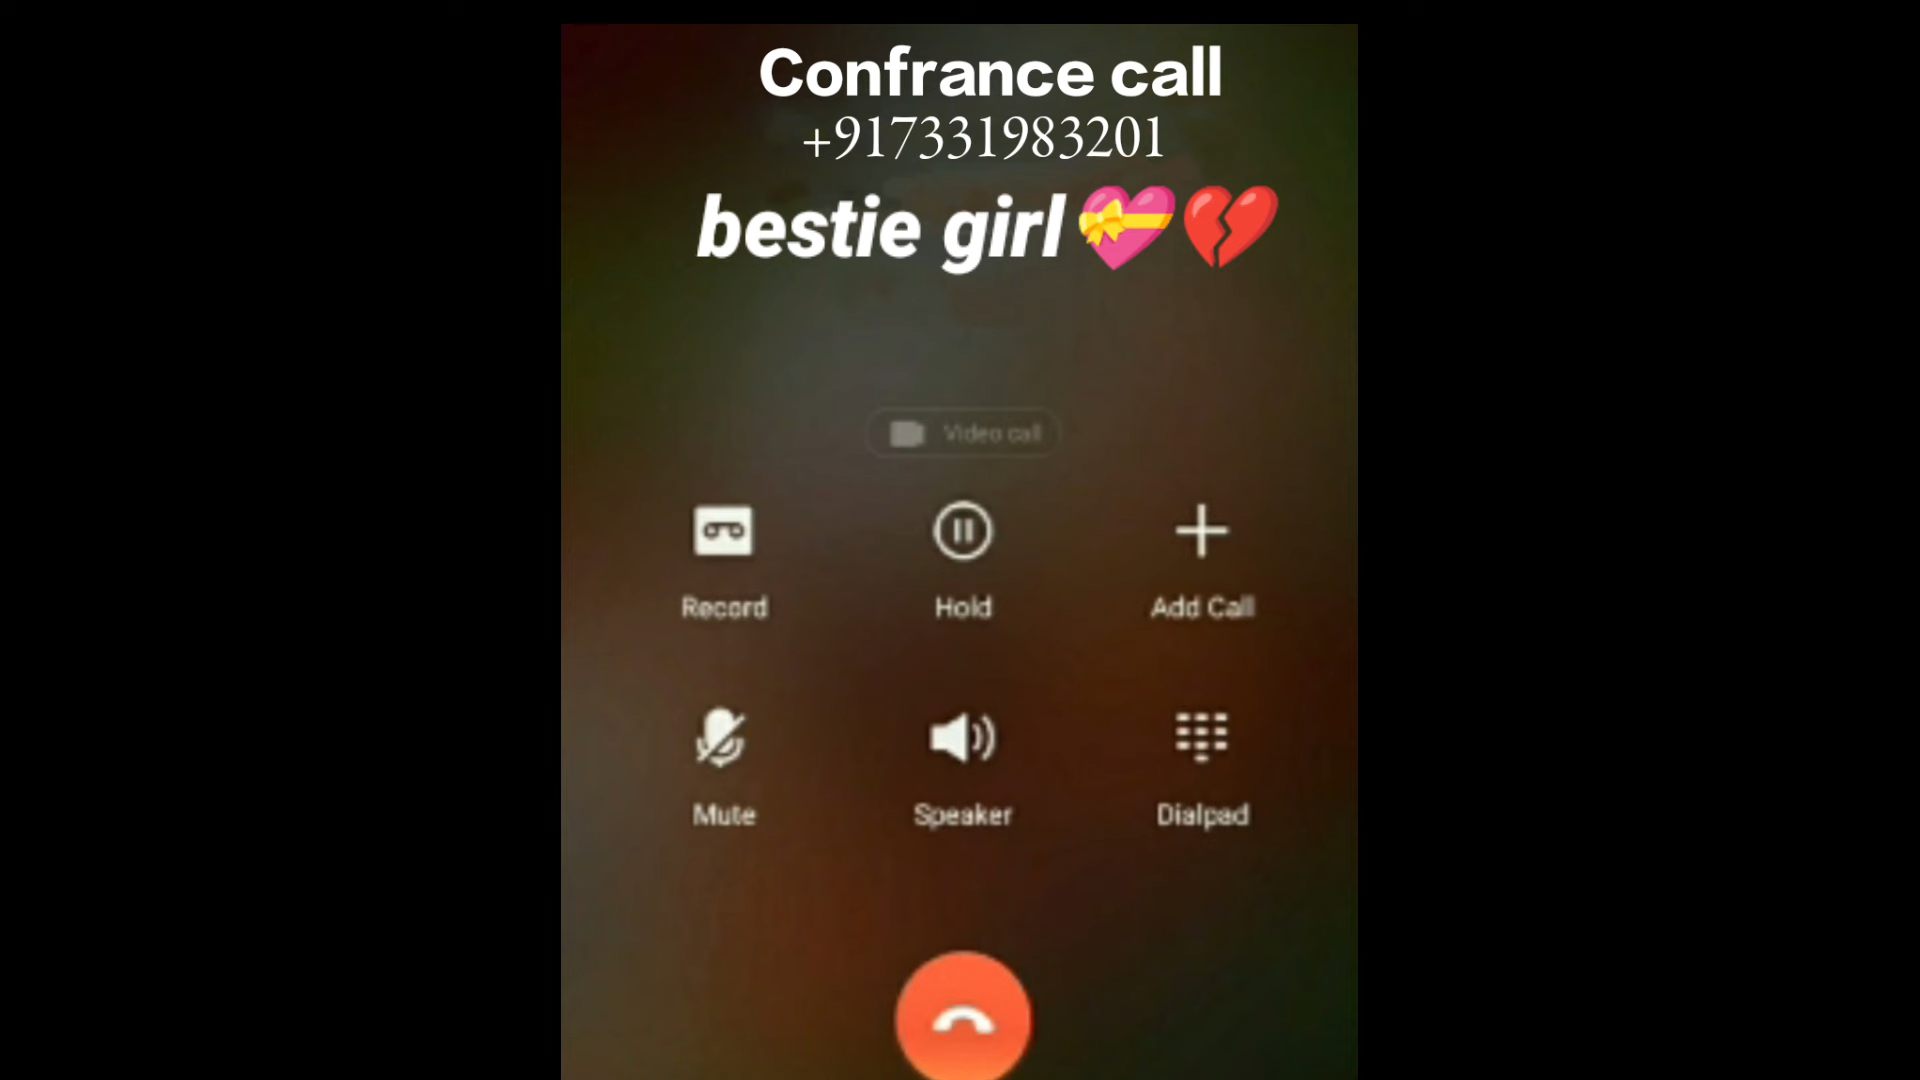 Confrance call
+917331983201
bestie girl 💝💔
Video call
Record Hold Add Call
Mute Speaker Dialpad